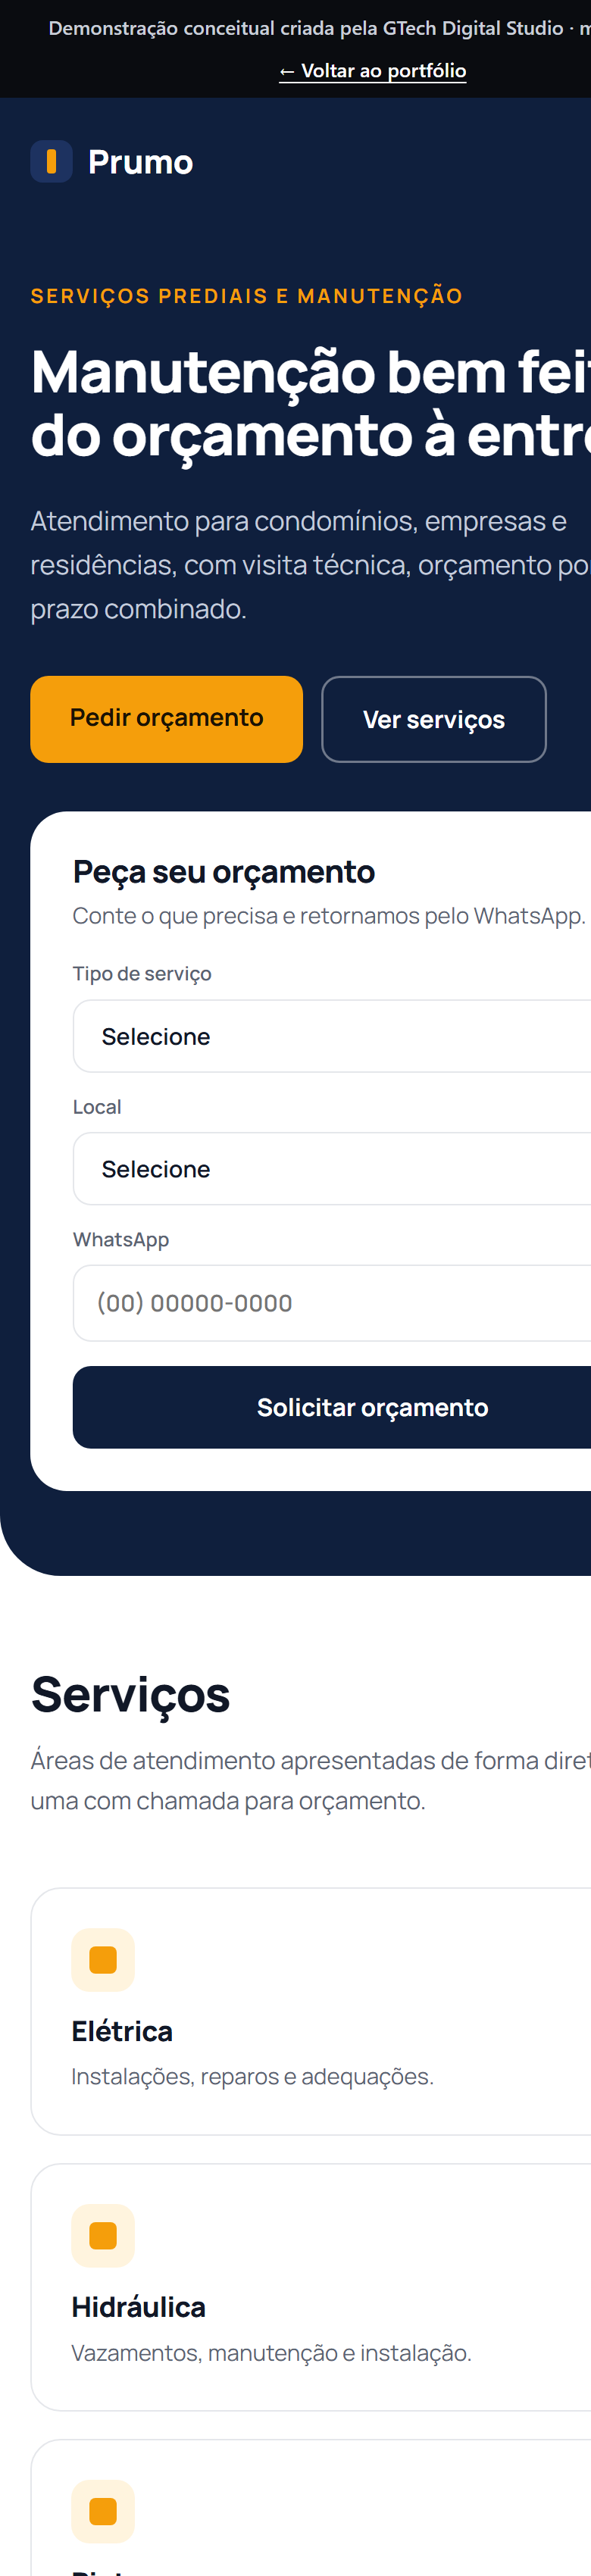 Demonstração conceitual criada pela GTech Digital Studio ·
← Voltar ao portfólio
Prumo
SERVIÇOS PREDIAIS E MANUTENÇÃO
Manutenção bem
do orçamento à
Atendimento para condomínios, empresas e
residências, com visita técnica, orçamento
prazo combinado.
Pedir orçamento
Ver serviços
Peça seu orçamento
Conte o que precisa e retornamos pelo WhatsApp.
Tipo de serviço
Selecione
Local
Selecione
WhatsApp
(00) 00000-0000
Solicitar orçamento
Serviços
Áreas de atendimento apresentadas de forma
uma com chamada para orçamento.
Elétrica
Instalações, reparos e adequações.
Hidráulica
Vazamentos, manutenção e instalação.